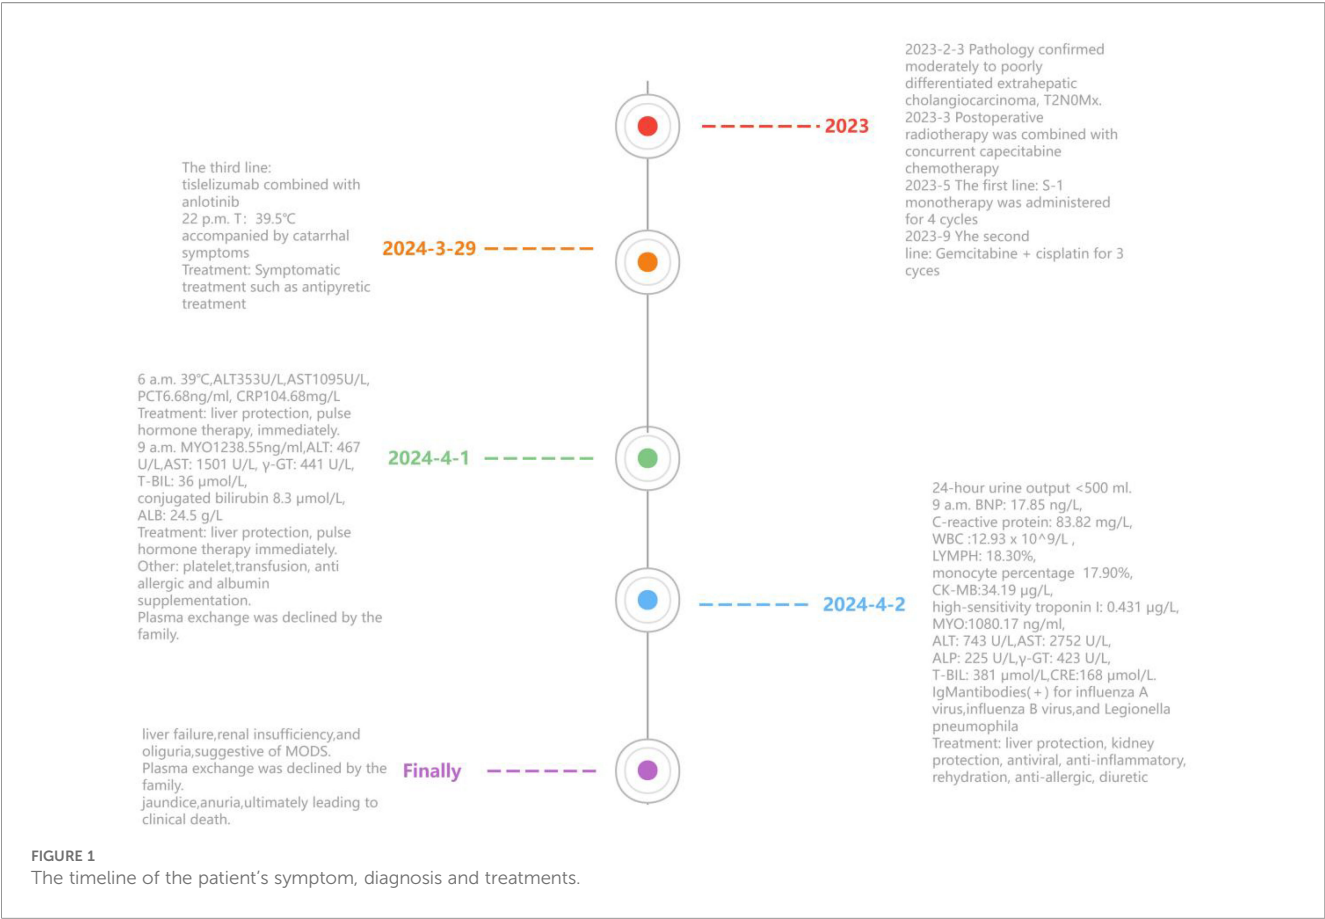 2023-2-3 Pathology confirmed
moderately to poorly
differentiated extrahepatic
cholangiocarcinoma, T2N0Mx.
2023-3 Postoperative
radiotherapy was combined with
concurrent capecitabine
chemotherapy
2023-5 The first line: S-1
monotherapy was administered
for 4 cycles
2023-9 Yhe second
line: Gemcitabine + cisplatin for 3
cyces
2023
The third line:
tislelizumab combined with
anlotinib
22 p.m. T: 39.5°C
accompanied by catarrhal
symptoms
Treatment: Symptomatic
treatment such as antipyretic
treatment
2024-3-29
6 a.m. 39°C,ALT353U/L,AST1095U/L,
PCT6.68ng/ml, CRP104.68mg/L
Treatment: liver protection, pulse
hormone therapy, immediately.
9 a.m. MYO1238.55ng/ml,ALT: 467
U/L,AST: 1501 U/L, γ-GT: 441 U/L,
T-BIL: 36 μmol/L,
conjugated bilirubin 8.3 μmol/L,
ALB: 24.5 g/L
Treatment: liver protection, pulse
hormone therapy immediately.
Other: platelet,transfusion, anti
allergic and albumin
supplementation.
Plasma exchange was declined by the
family.
2024-4-1
24-hour urine output <500 ml.
9 a.m. BNP: 17.85 ng/L,
C-reactive protein: 83.82 mg/L,
WBC :12.93 x 10^9/L ,
LYMPH: 18.30%,
monocyte percentage 17.90%,
CK-MB:34.19 μg/L,
high-sensitivity troponin I: 0.431 μg/L,
MYO:1080.17 ng/ml,
ALT: 743 U/L,AST: 2752 U/L,
ALP: 225 U/L,γ-GT: 423 U/L,
T-BIL: 381 μmol/L,CRE:168 μmol/L.
IgMantibodies(+) for influenza A
virus,influenza B virus,and Legionella
pneumophila
Treatment: liver protection, kidney
protection, antiviral, anti-inflammatory,
rehydration, anti-allergic, diuretic
2024-4-2
liver failure,renal insufficiency,and
oliguria,suggestive of MODS.
Plasma exchange was declined by the
family.
jaundice,anuria,ultimately leading to
clinical death.
Finally
FIGURE 1
The timeline of the patient's symptom, diagnosis and treatments.